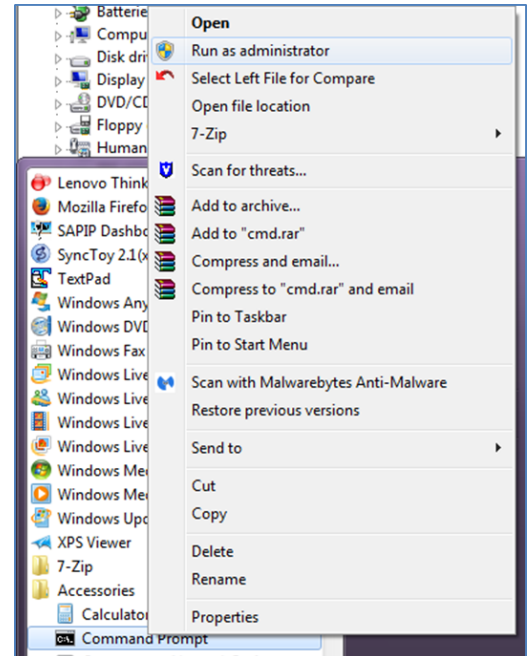 Batterie
Compu
Disk dri
Display
DVD/CD
Floppy
Human
Open
Run as administrator
Select Left File for Compare
Open file location
7-Zip
Scan for threats...
Add to archive...
Add to "cmd.rar"
Compress and email...
Compress to "cmd.rar" and email
Pin to Taskbar
Pin to Start Menu
Scan with Malwarebytes Anti-Malware
Restore previous versions
Send to
Cut
Copy
Delete
Rename
Properties
Lenovo Think
Mozilla Firefo
SAPIP Dashbo
SyncToy 2.1(x
TextPad
Windows Any
Windows DVD
Windows Fax
Windows Live
Windows Live
Windows Live
Windows Live
Windows Med
Windows Med
Windows Upd
XPS Viewer
7-Zip
Accessories
Calculator
Command Prompt